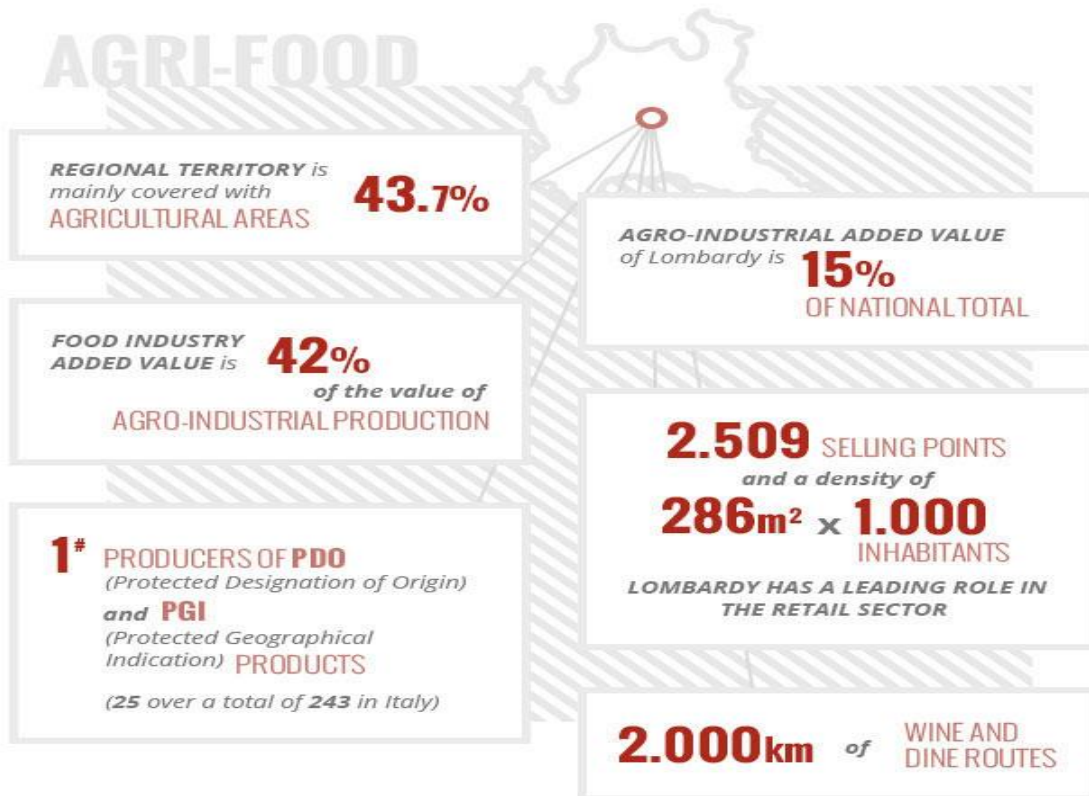 AGRI-FOOD
REGIONAL TERRITORY is
mainly covered with
AGRICULTURAL AREAS
43.7%
FOOD INDUSTRY
ADDED VALUE is
42%
of the value of
AGRO-INDUSTRIAL PRODUCTION
1# PRODUCERS OF PDO
(Protected Designation of Origin)
and PGI
(Protected Geographical
Indication) PRODUCTS
(25 over a total of 243 in Italy)
AGRO-INDUSTRIAL ADDED VALUE
of Lombardy is 15%
OF NATIONAL TOTAL
2.509 SELLING POINTS
and a density of
286m² x 1.000
INHABITANTS
LOMBARDY HAS A LEADING ROLE IN
THE RETAIL SECTOR
2.000km of WINE AND
DINE ROUTES